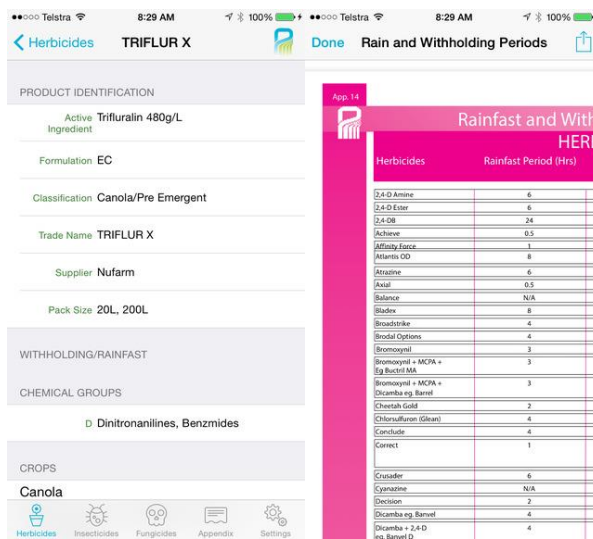 Telstra 8:29 AM 100%
Herbicides TRIFLUR X
PRODUCT IDENTIFICATION
Active Ingredient Trifluralin 480g/L
Formulation EC
Classification Canola/Pre Emergent
Trade Name TRIFLUR X
Supplier Nufarm
Pack Size 20L, 200L
WITHHOLDING/RAINFAST
CHEMICAL GROUPS
D Dinitronanilines, Benzmides
CROPS
Canola
Herbicides Insecticides Fungicides Appendix Settings
Telstra 8:29 AM 100%
Done Rain and Withholding Periods
App. 14
Rainfast and With
HER
Herbicides Rainfast Period (Hrs)
2,4-D Amine 6
2,4-D Ester 6
2,4-DB 24
Achieve 0.5
Affinity Force 1
Atlantis OD 8
Atrazine 6
Axial 0.5
Balance N/A
Bladex 8
Broadstrike 4
Brodal Options 4
Bromoxynil 3
Bromoxynil + MCPA + 3
Eg Buctril MA
Bromoxynil + MCPA + 3
Dicamba eg. Barrel
Cheetah Gold 2
Chlorsulfuron (Glean) 4
Conclude 4
Correct 1
Crusader 6
Cyanazine N/A
Decision 2
Dicamba eg. Banvel 4
Dicamba + 2,4-D 4
eg. Banvel D